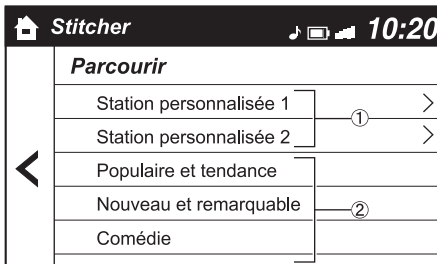 Stitcher 10:20
Parcourir
Station personnalisée 1
①
Station personnalisée 2
Populaire et tendance
Nouveau et remarquable
②
Comédie